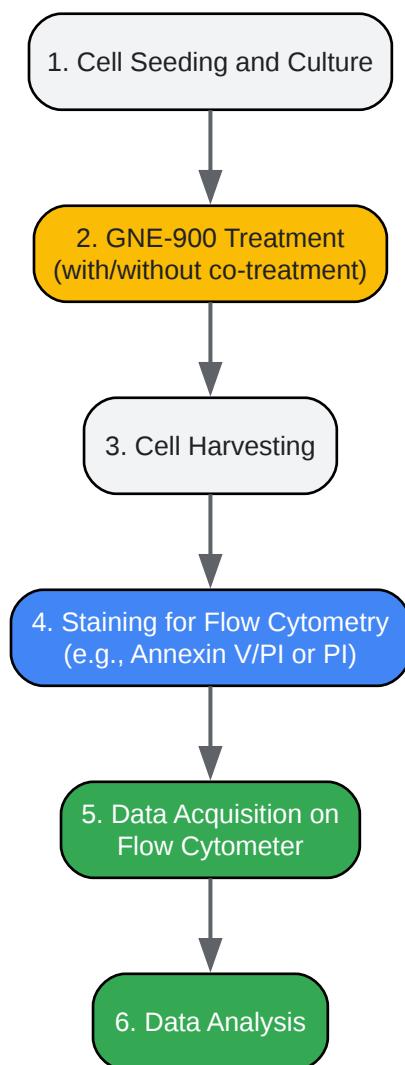 1. Cell Seeding and Culture
2. GNE-900 Treatment
(with/without co-treatment)
3. Cell Harvesting
4. Staining for Flow Cytometry
(e.g., Annexin V/PI or PI)
5. Data Acquisition on
Flow Cytometer
6. Data Analysis